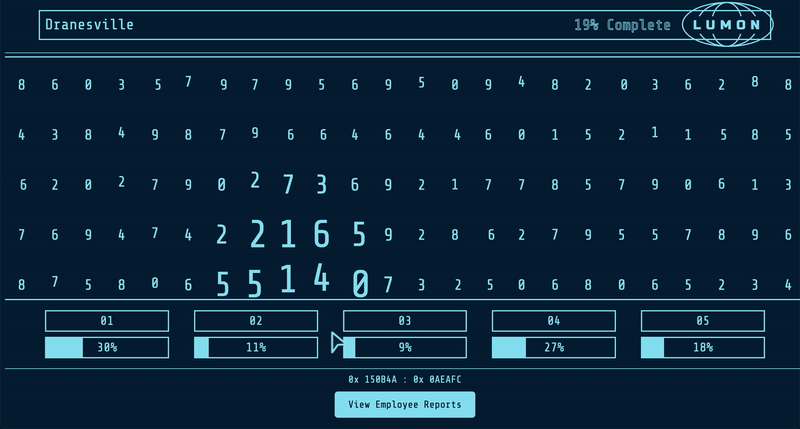 Dranesville 19% Complete LUMON
8 6 0 3 5 7 9 7 9 5 6 9 5 0 9 4 8 2 0 3 6 2 8 8
4 3 8 4 9 8 7 9 6 6 4 6 4 4 6 0 1 5 2 1 1 5 8 5
6 2 0 2 7 9 0 2 7 3 6 9 2 1 7 7 8 5 7 9 0 6 1 3
7 6 9 4 7 4 2 2 1 6 5 9 2 8 6 2 7 9 5 5 7 8 9 6
8 7 5 8 0 6 5 5 1 4 0 7 3 2 5 0 6 8 0 6 5 2 3 4
01 02 03 04 05
30% 11% 9% 27% 18%
0x 150B4A : 0x 0AEAFC
View Employee Reports